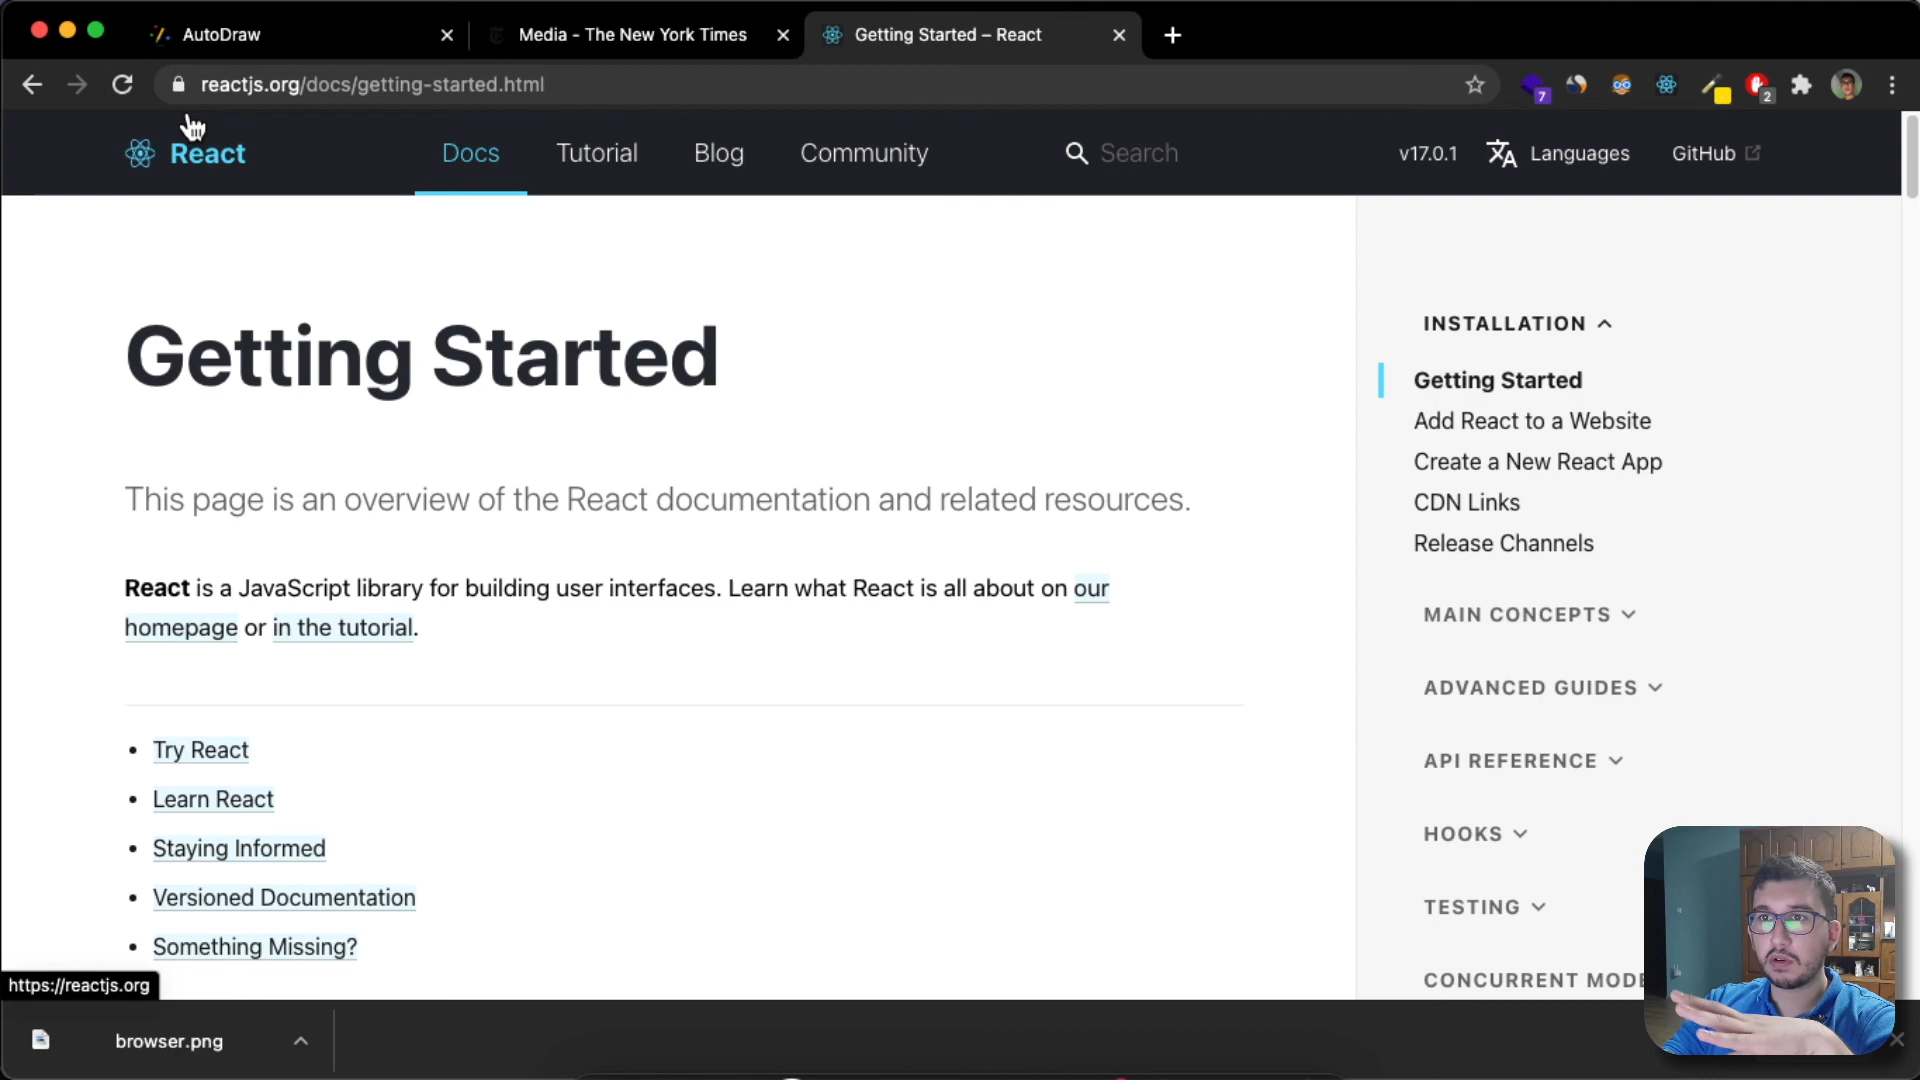 AutoDraw
Media - The New York Times
Getting Started – React
reactjs.org/docs/getting-started.html
7
2
React
Docs
Tutorial
Blog
Community
Search
v17.0.1
Languages
GitHub
Getting Started
This page is an overview of the React documentation and related resources.
React is a JavaScript library for building user interfaces. Learn what React is all about on our
homepage or in the tutorial.
• Try React
• Learn React
• Staying Informed
• Versioned Documentation
• Something Missing?
INSTALLATION
Getting Started
Add React to a Website
Create a New React App
CDN Links
Release Channels
MAIN CONCEPTS
ADVANCED GUIDES
API REFERENCE
HOOKS
TESTING
CONCURRENT MODE
https://reactjs.org
browser.png